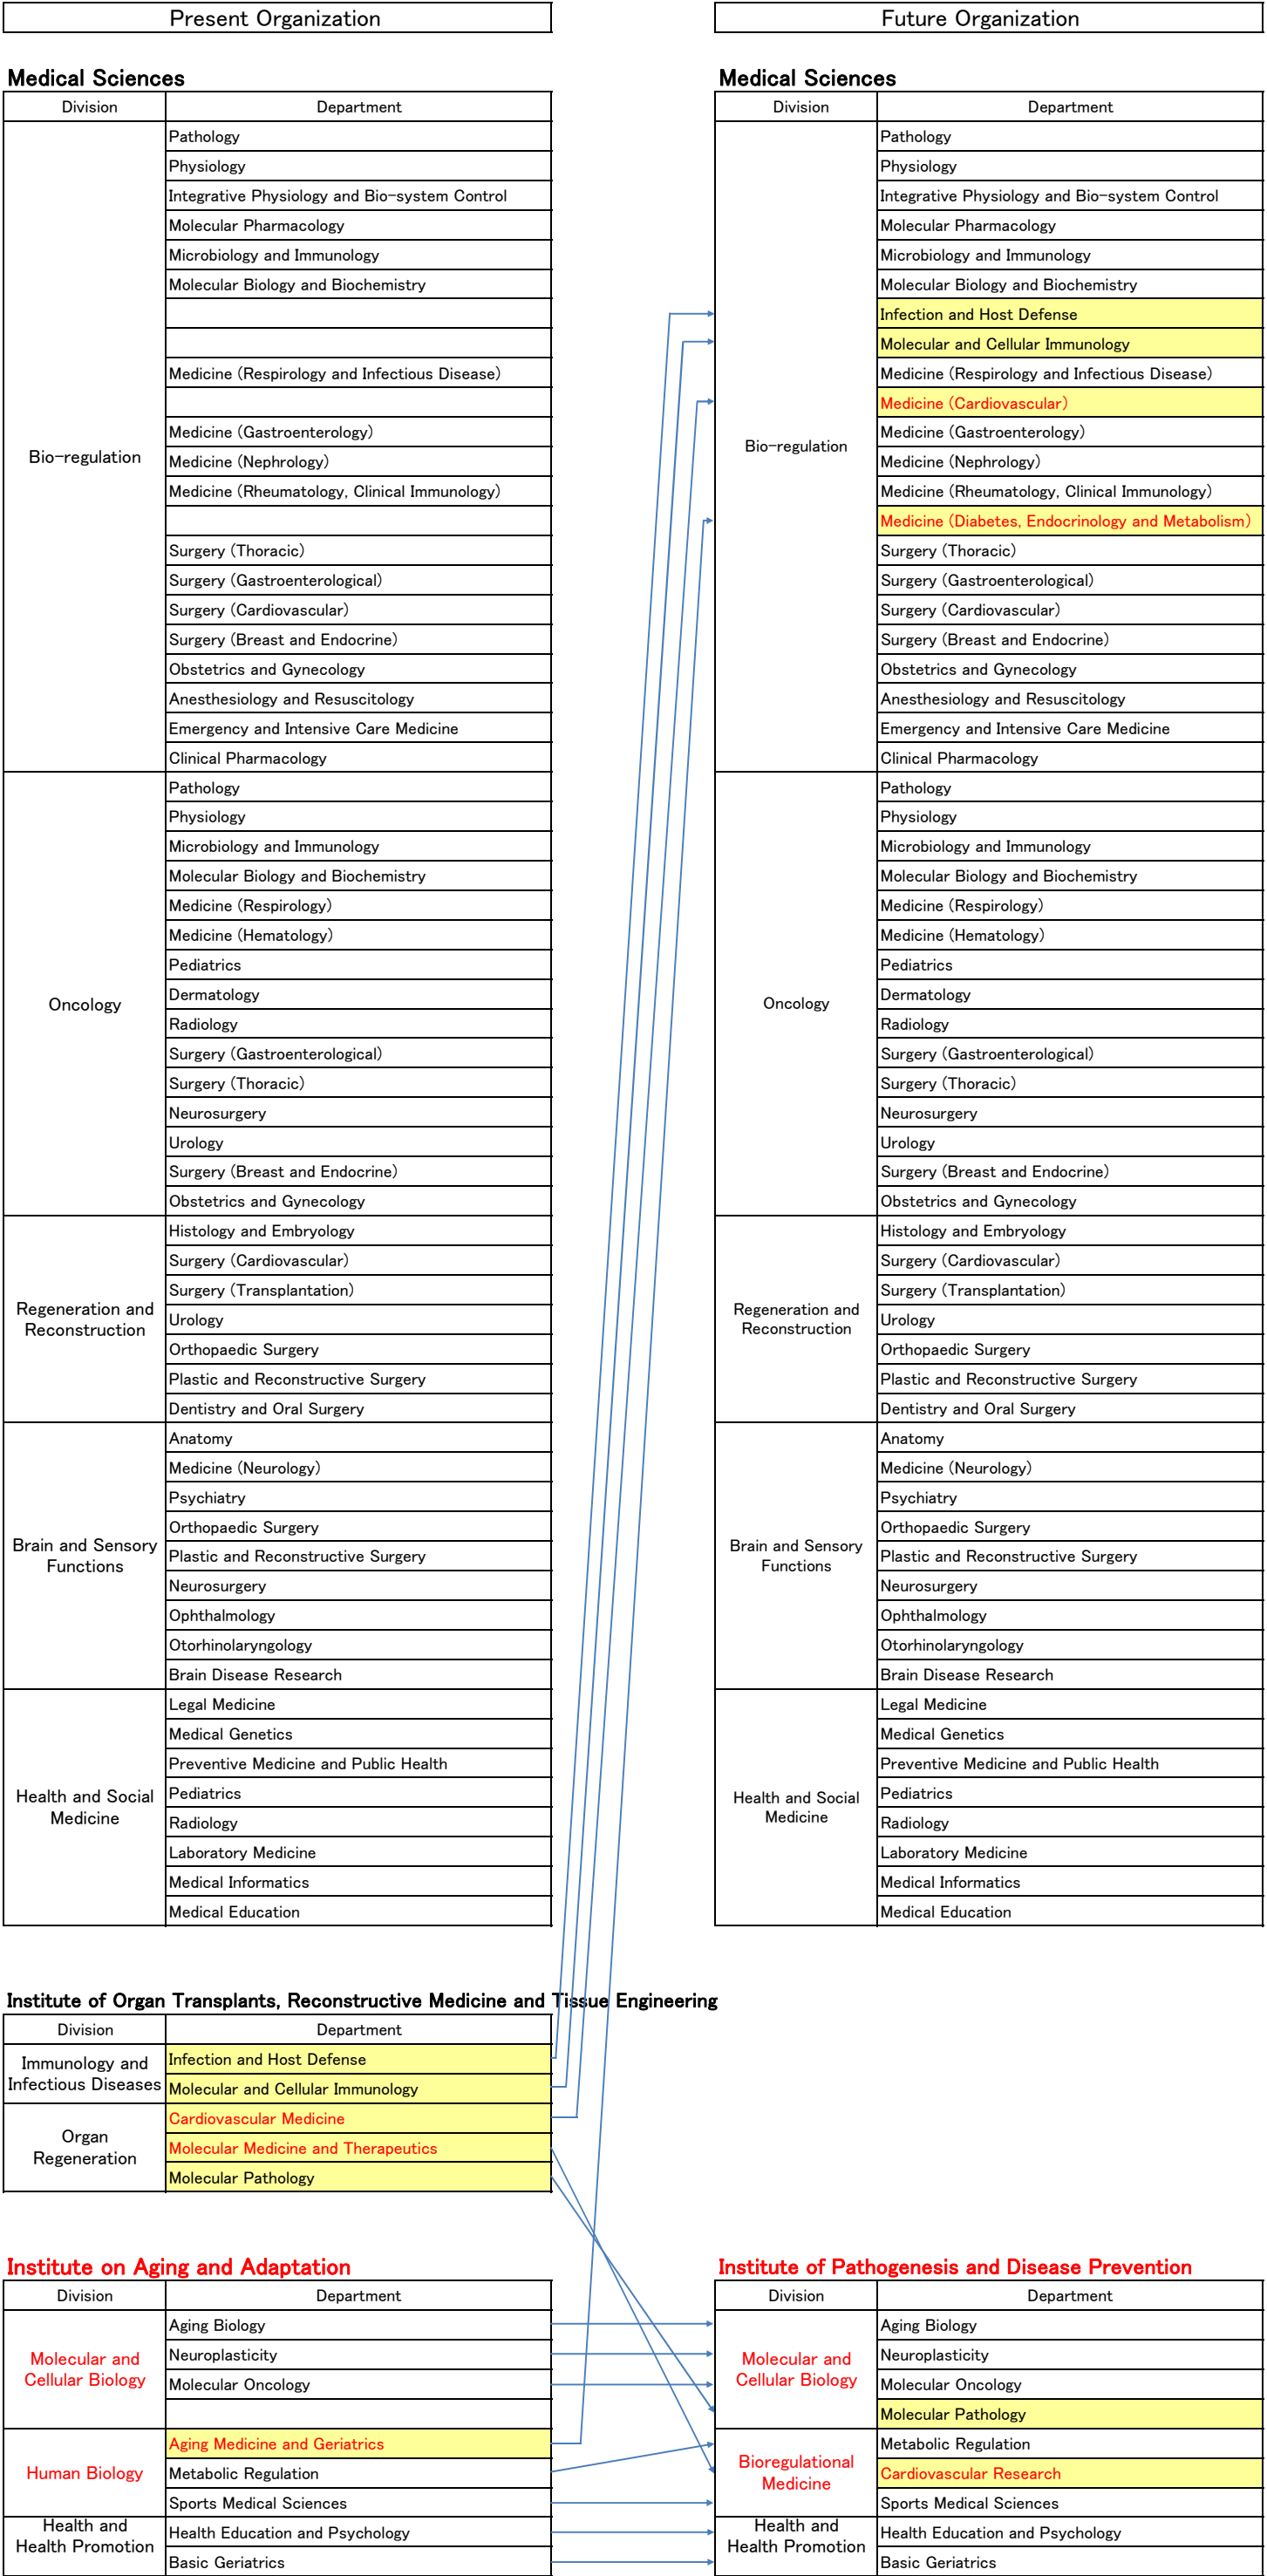 Present Organization
Future Organization
Medical Sciences
Division Department
Bio-regulation
Pathology
Physiology
Integrative Physiology and Bio-system Control
Molecular Pharmacology
Microbiology and Immunology
Molecular Biology and Biochemistry
Medicine (Respirology and Infectious Disease)
Medicine (Gastroenterology)
Medicine (Nephrology)
Medicine (Rheumatology, Clinical Immunology)
Surgery (Thoracic)
Surgery (Gastroenterological)
Surgery (Cardiovascular)
Surgery (Breast and Endocrine)
Obstetrics and Gynecology
Anesthesiology and Resuscitology
Emergency and Intensive Care Medicine
Clinical Pharmacology
Oncology
Pathology
Physiology
Microbiology and Immunology
Molecular Biology and Biochemistry
Medicine (Respirology)
Medicine (Hematology)
Pediatrics
Dermatology
Radiology
Surgery (Gastroenterological)
Surgery (Thoracic)
Neurosurgery
Urology
Surgery (Breast and Endocrine)
Obstetrics and Gynecology
Regeneration and
Reconstruction
Histology and Embryology
Surgery (Cardiovascular)
Surgery (Transplantation)
Urology
Orthopaedic Surgery
Plastic and Reconstructive Surgery
Dentistry and Oral Surgery
Brain and Sensory
Functions
Anatomy
Medicine (Neurology)
Psychiatry
Orthopaedic Surgery
Plastic and Reconstructive Surgery
Neurosurgery
Ophthalmology
Otorhinolaryngology
Brain Disease Research
Health and Social
Medicine
Legal Medicine
Medical Genetics
Preventive Medicine and Public Health
Pediatrics
Radiology
Laboratory Medicine
Medical Informatics
Medical Education
Medical Sciences
Division Department
Bio-regulation
Pathology
Physiology
Integrative Physiology and Bio-system Control
Molecular Pharmacology
Microbiology and Immunology
Molecular Biology and Biochemistry
Infection and Host Defense
Molecular and Cellular Immunology
Medicine (Respirology and Infectious Disease)
Medicine (Cardiovascular)
Medicine (Gastroenterology)
Medicine (Nephrology)
Medicine (Rheumatology, Clinical Immunology)
Medicine (Diabetes, Endocrinology and Metabolism)
Surgery (Thoracic)
Surgery (Gastroenterological)
Surgery (Cardiovascular)
Surgery (Breast and Endocrine)
Obstetrics and Gynecology
Anesthesiology and Resuscitology
Emergency and Intensive Care Medicine
Clinical Pharmacology
Oncology
Pathology
Physiology
Microbiology and Immunology
Molecular Biology and Biochemistry
Medicine (Respirology)
Medicine (Hematology)
Pediatrics
Dermatology
Radiology
Surgery (Gastroenterological)
Surgery (Thoracic)
Neurosurgery
Urology
Surgery (Breast and Endocrine)
Obstetrics and Gynecology
Regeneration and
Reconstruction
Histology and Embryology
Surgery (Cardiovascular)
Surgery (Transplantation)
Urology
Orthopaedic Surgery
Plastic and Reconstructive Surgery
Dentistry and Oral Surgery
Brain and Sensory
Functions
Anatomy
Medicine (Neurology)
Psychiatry
Orthopaedic Surgery
Plastic and Reconstructive Surgery
Neurosurgery
Ophthalmology
Otorhinolaryngology
Brain Disease Research
Health and Social
Medicine
Legal Medicine
Medical Genetics
Preventive Medicine and Public Health
Pediatrics
Radiology
Laboratory Medicine
Medical Informatics
Medical Education
Institute of Organ Transplants, Reconstructive Medicine and Tissue Engineering
Division Department
Immunology and
Infectious Diseases
Infection and Host Defense
Molecular and Cellular Immunology
Organ
Regeneration
Cardiovascular Medicine
Molecular Medicine and Therapeutics
Molecular Pathology
Institute on Aging and Adaptation
Division Department
Molecular and
Cellular Biology
Aging Biology
Neuroplasticity
Molecular Oncology
Human Biology
Aging Medicine and Geriatrics
Metabolic Regulation
Sports Medical Sciences
Health and
Health Promotion
Health Education and Psychology
Basic Geriatrics
Institute of Pathogenesis and Disease Prevention
Division Department
Molecular and
Cellular Biology
Aging Biology
Neuroplasticity
Molecular Oncology
Molecular Pathology
Bioregulational
Medicine
Metabolic Regulation
Cardiovascular Research
Sports Medical Sciences
Health and
Health Promotion
Health Education and Psychology
Basic Geriatrics